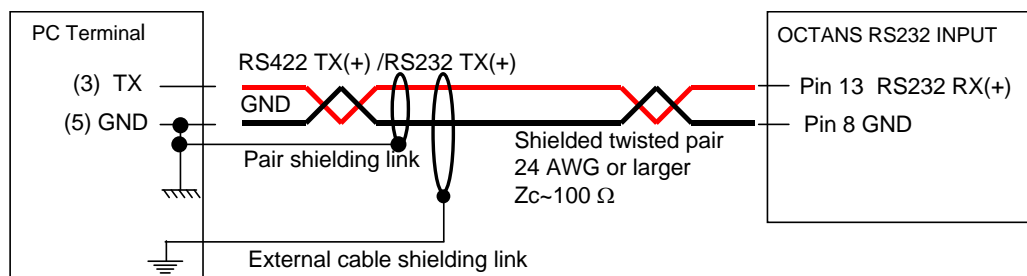 PC Terminal
OCTANS RS232 INPUT
RS422 TX(+) /RS232 TX(+)
(3) TX
Pin 13 RS232 RX(+)
GND
(5) GND
Pin 8 GND
Pair shielding link
Shielded twisted pair
24 AWG or larger
Zc~100 Ω
External cable shielding link